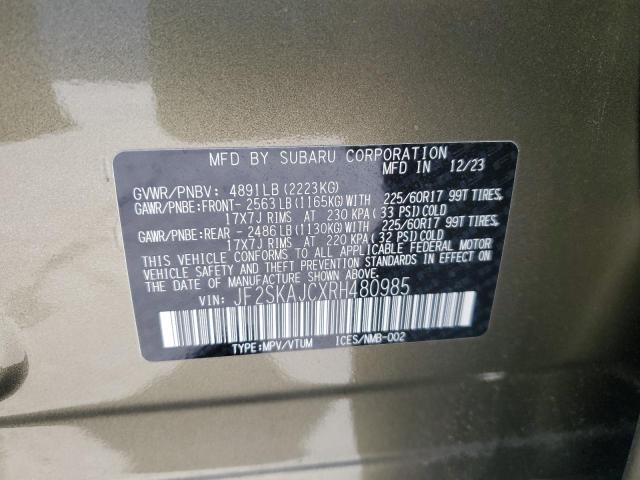 MFD BY SUBARU CORPORATION
MFD IN 12/23
GVWR/PNBV: 4891LB (2223KG)
GAWR/PNBE:FRONT- 2563LB(1165KG)WITH 225/60R17 99T TIRES,
17X7J RIMS AT 230 KPA(33 PSI)COLD
GAWR/PNBE:REAR - 2486LB(1130KG)WITH 225/60R17 99T TIRES,
17X7J RIMS AT 220 KPA(32 PSI)COLD
THIS VEHICLE CONFORMS TO ALL APPLICABLE FEDERAL MOTOR
VEHICLE SAFETY AND THEFT PREVENTION STANDARDS IN EFFECT ON
THE DATE OF MANUFACTURE SHOWN ABOVE.
VIN: JF2SKAJCXRH480985
TYPE:MPV/VTUM ICES/NMB-002